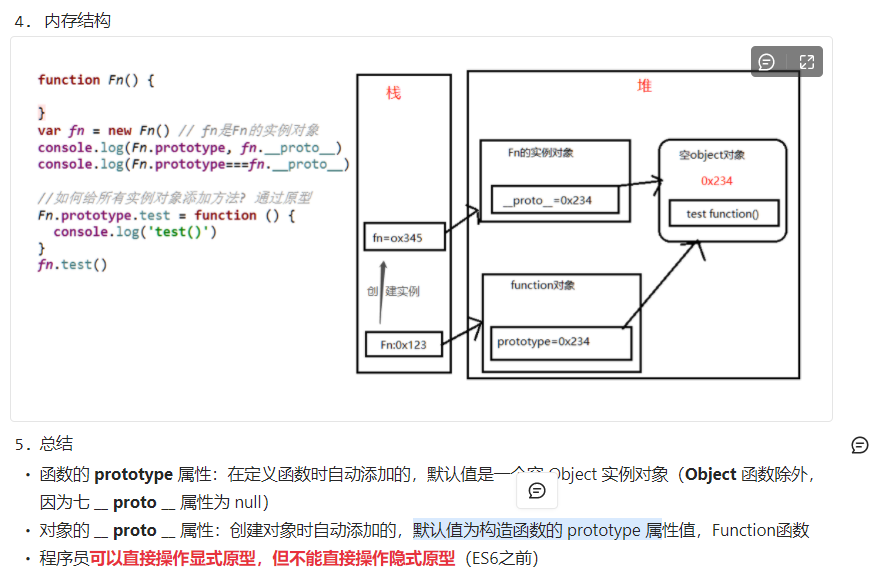 4. 内存结构
function Fn() {
}
var fn = new Fn() // fn是Fn的实例对象
console.log(Fn.prototype, fn.__proto__)
console.log(Fn.prototype===fn.__proto__)
//如何给所有实例对象添加方法? 通过原型
Fn.prototype.test = function () {
console.log('test()')
}
fn.test()
栈
fn=ox345
创建实例
Fn:0x123
堆
Fn的实例对象
__proto__=0x234
function对象
prototype=0x234
空object对象
0x234
test function()
5. 总结
• 函数的 prototype 属性：在定义函数时自动添加的，默认值是一个空 Object 实例对象（Object 函数除外，
因为七 __ proto __ 属性为 null）
• 对象的 __ proto __ 属性：创建对象时自动添加的，默认值为构造函数的 prototype 属性值，Function函数
• 程序员可以直接操作显式原型，但不能直接操作隐式原型（ES6之前）